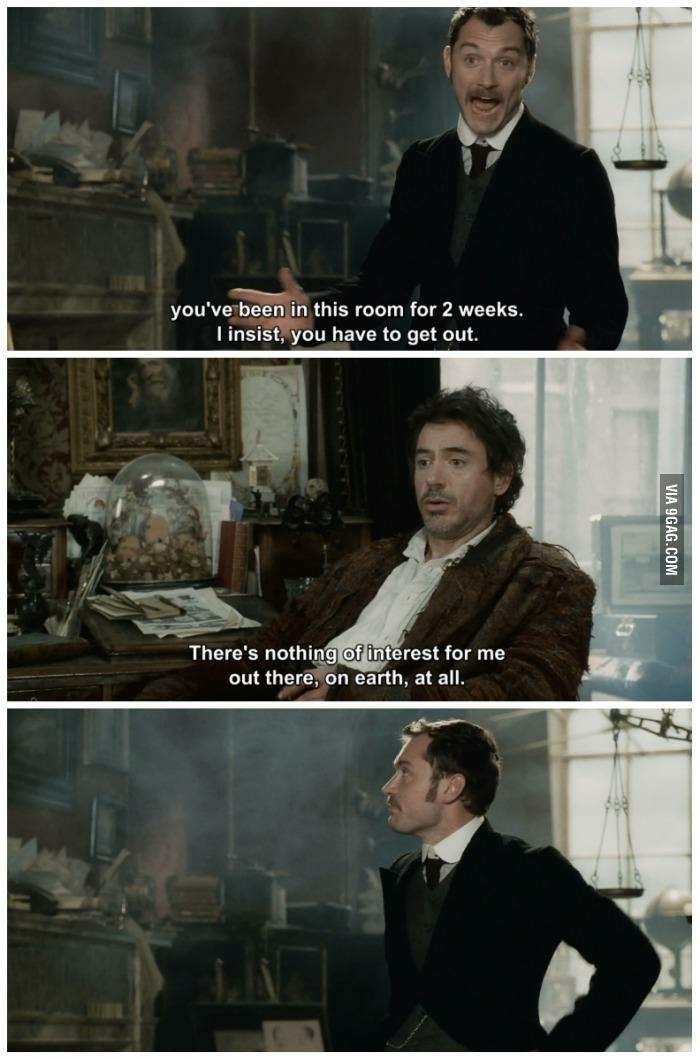 you've been in this room for 2 weeks.
I insist, you have to get out.
VIA 9GAG.COM
There's nothing of interest for me
out there, on earth, at all.